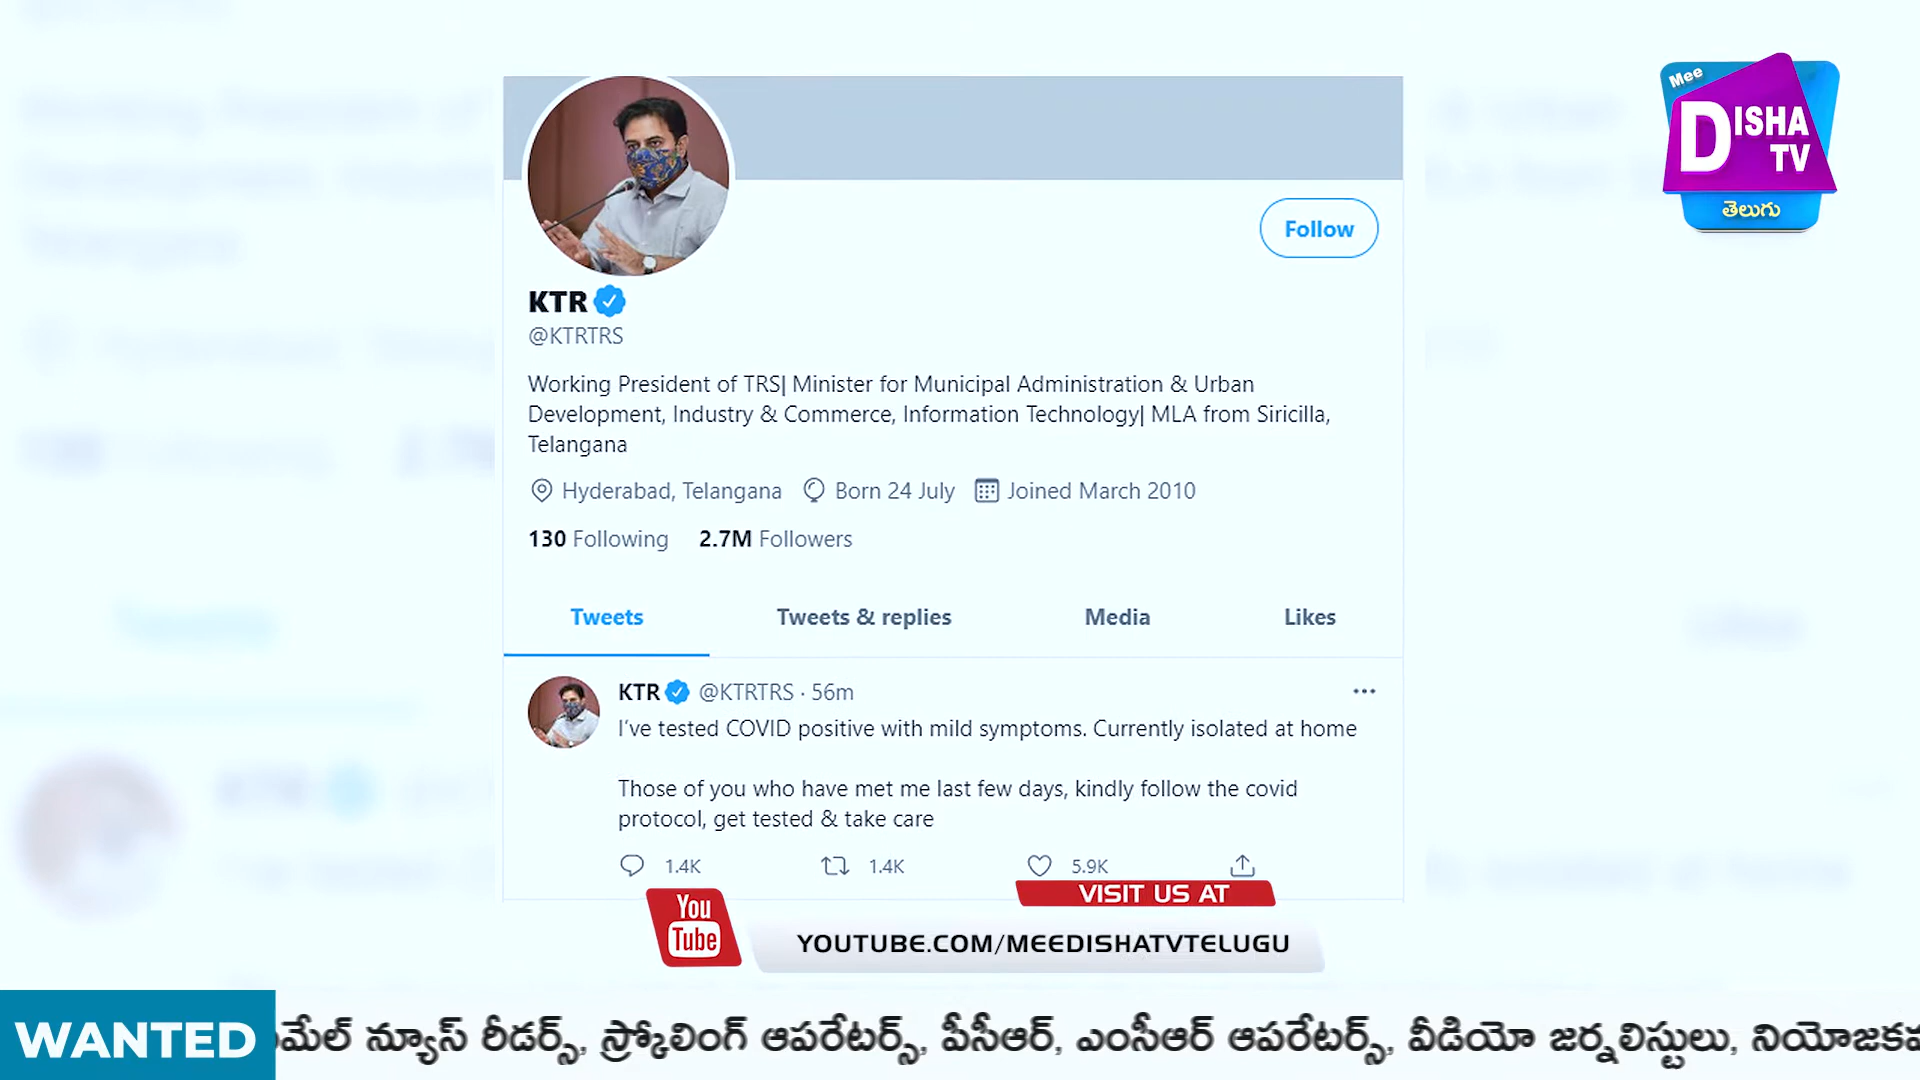 Mee
DISHA
TV
తెలుగు
Follow
KTR
@KTRTRS
Working President of TRS| Minister for Municipal Administration & Urban
Development, Industry & Commerce, Information Technology| MLA from Siricilla,
Telangana
Hyderabad, Telangana Born 24 July Joined March 2010
130 Following 2.7M Followers
Tweets Tweets & replies Media Likes
KTR @KTRTRS · 56m
I've tested COVID positive with mild symptoms. Currently isolated at home
Those of you who have met me last few days, kindly follow the covid
protocol, get tested & take care
1.4K 1.4K 5.9K
VISIT US AT
You
Tube
YOUTUBE.COM/MEEDISHATVTELUGU
WANTED న్యూస్ రీడర్స్, స్క్రోలింగ్ ఆపరేటర్స్, పీసీఆర్, ఎంసీఆర్ ఆపరేటర్స్, వీడియో జర్నలిస్టులు,